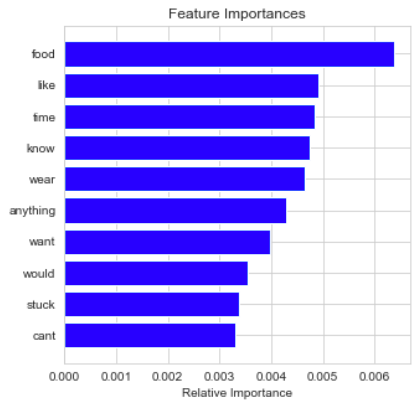 Feature Importances
food
like
time
know
wear
anything
want
would
stuck
cant
0.000 0.001 0.002 0.003 0.004 0.005 0.006
Relative Importance